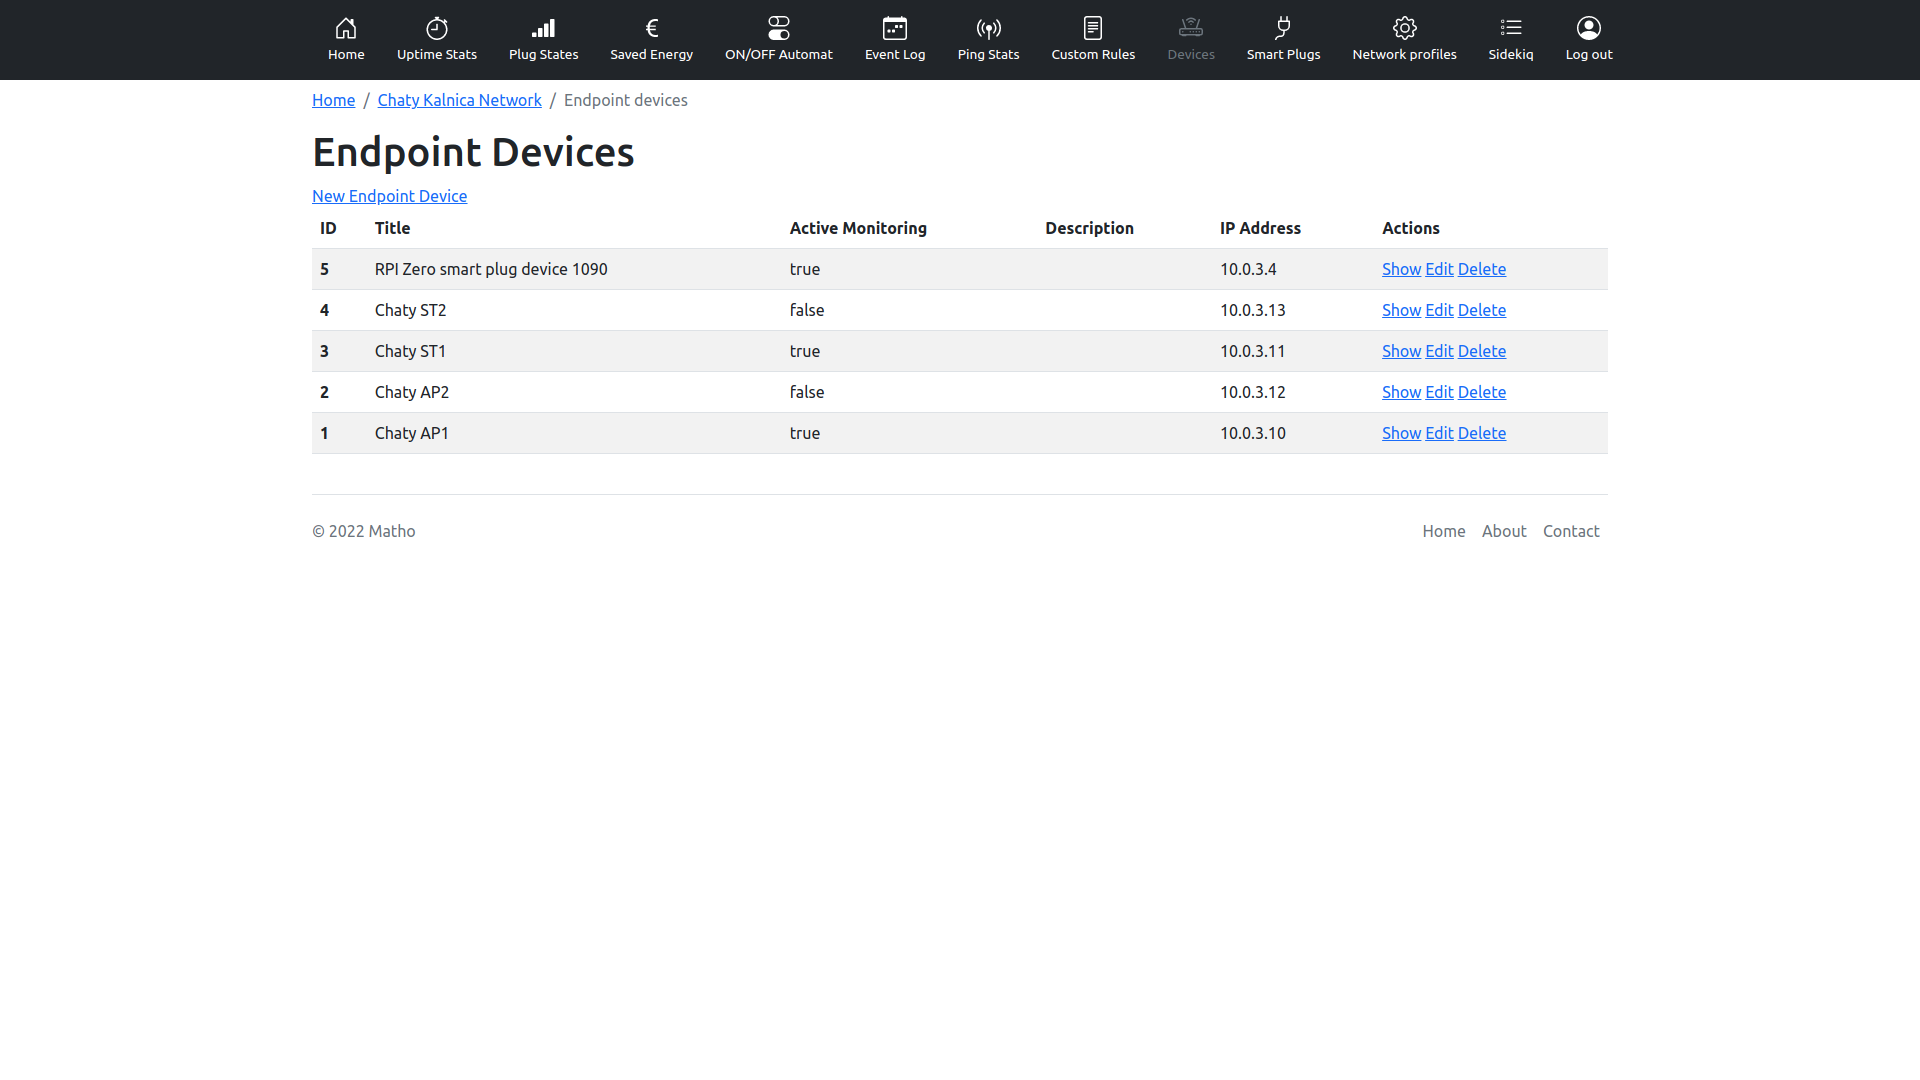 Home Uptime Stats Plug States Saved Energy ON/OFF Automat Event Log Ping Stats Custom Rules Devices Smart Plugs Network profiles Sidekiq Log out
Home / Chaty Kalnica Network / Endpoint devices
Endpoint Devices
New Endpoint Device
ID Title Active Monitoring Description IP Address Actions
5 RPI Zero smart plug device 1090 true 10.0.3.4 Show Edit Delete
4 Chaty ST2 false 10.0.3.13 Show Edit Delete
3 Chaty ST1 true 10.0.3.11 Show Edit Delete
2 Chaty AP2 false 10.0.3.12 Show Edit Delete
1 Chaty AP1 true 10.0.3.10 Show Edit Delete
© 2022 Matho Home About Contact